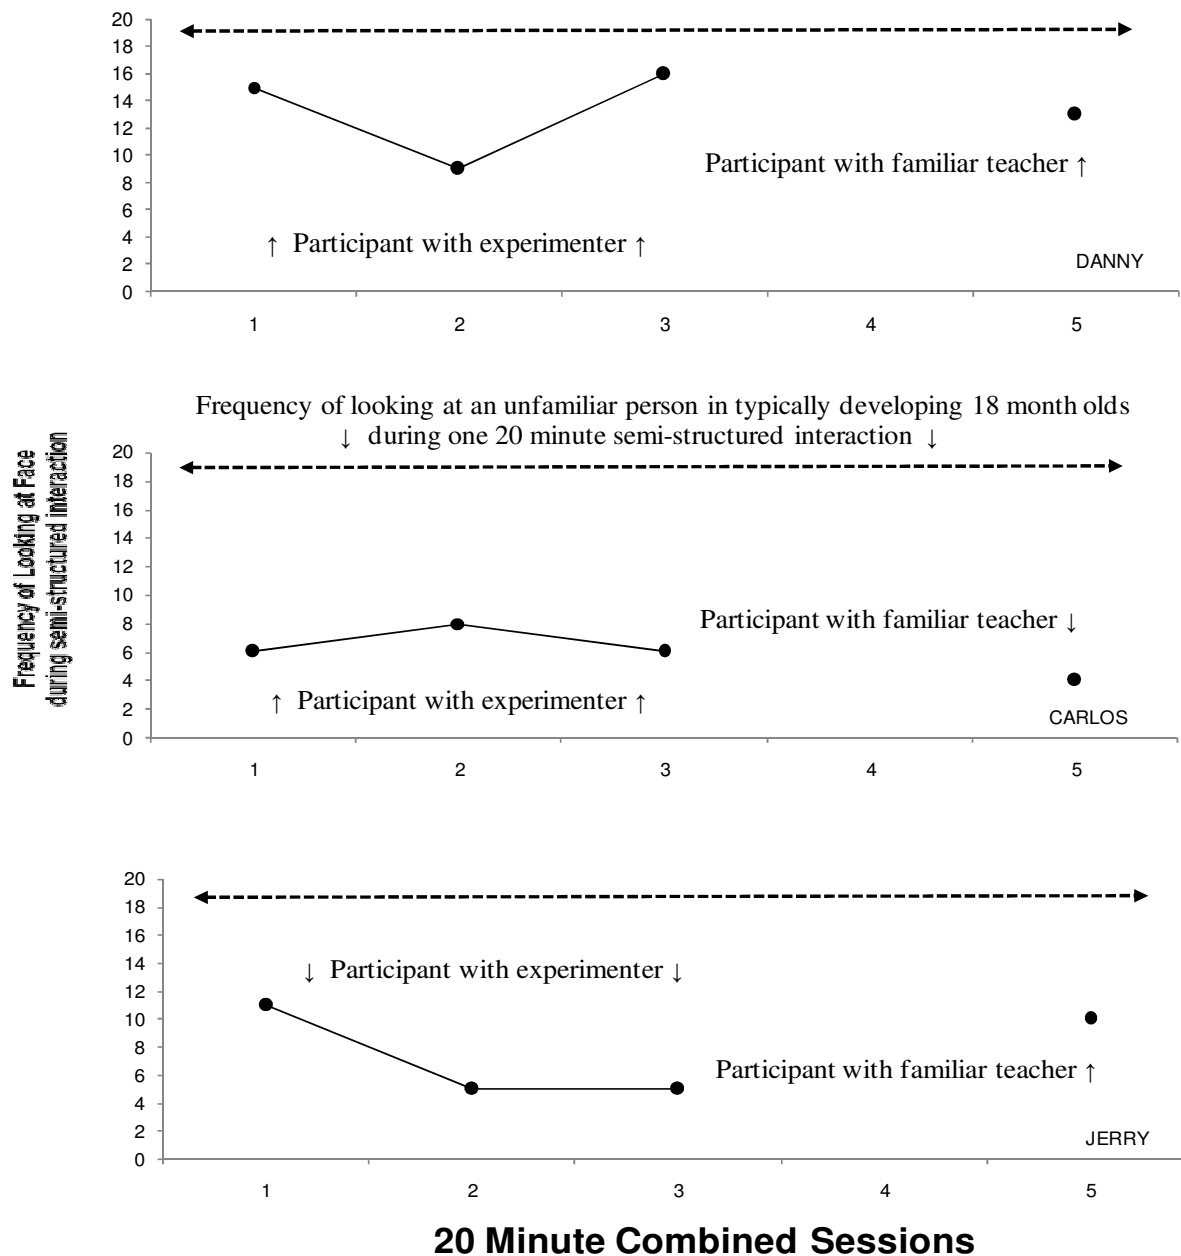 20
18
16
14
12
10
8
6
4
2
0
Participant with familiar teacher ↑
↑ Participant with experimenter ↑
DANNY
1 2 3 4 5
Frequency of looking at an unfamiliar person in typically developing 18 month olds
↓ during one 20 minute semi-structured interaction ↓
Frequency of Looking at Face
during semi-structured interaction
20
18
16
14
12
10
8
6
4
2
0
Participant with familiar teacher ↓
↑ Participant with experimenter ↑
CARLOS
1 2 3 4 5
20
18
16
14
12
10
8
6
4
2
0
↓ Participant with experimenter ↓
Participant with familiar teacher ↑
JERRY
1 2 3 4 5
20 Minute Combined Sessions